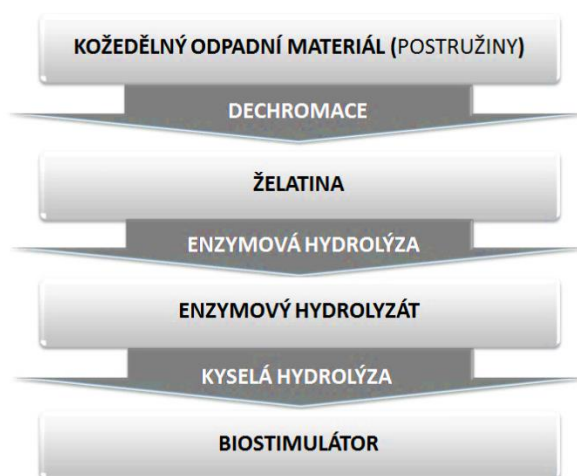 KOŽEDĚLNÝ ODPADNÍ MATERIÁL (POSTRUŽINY)
DECHROMACE
ŽELATINA
ENZYMOVÁ HYDROLÝZA
ENZYMOVÝ HYDROLYZÁT
KYSELÁ HYDROLÝZA
BIOSTIMULÁTOR